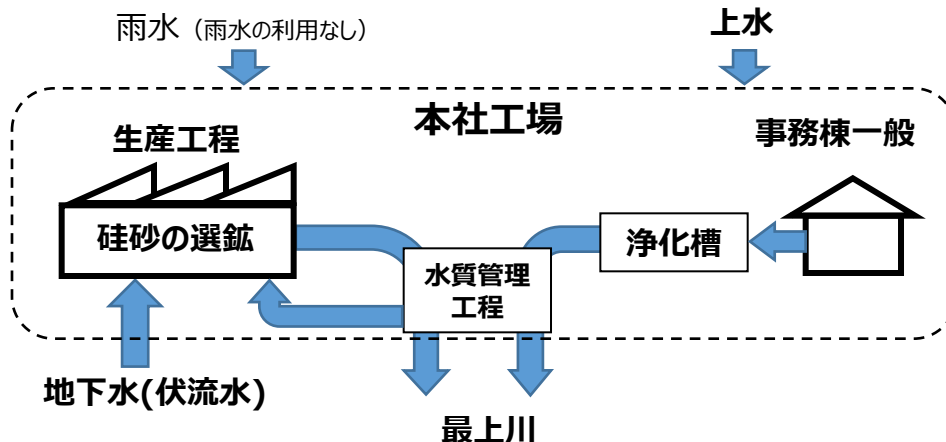 雨水（雨水の利用なし）
上水
本社工場
生産工程
事務棟一般
硅砂の選鉱
浄化槽
水質管理
工程
地下水(伏流水)
最上川